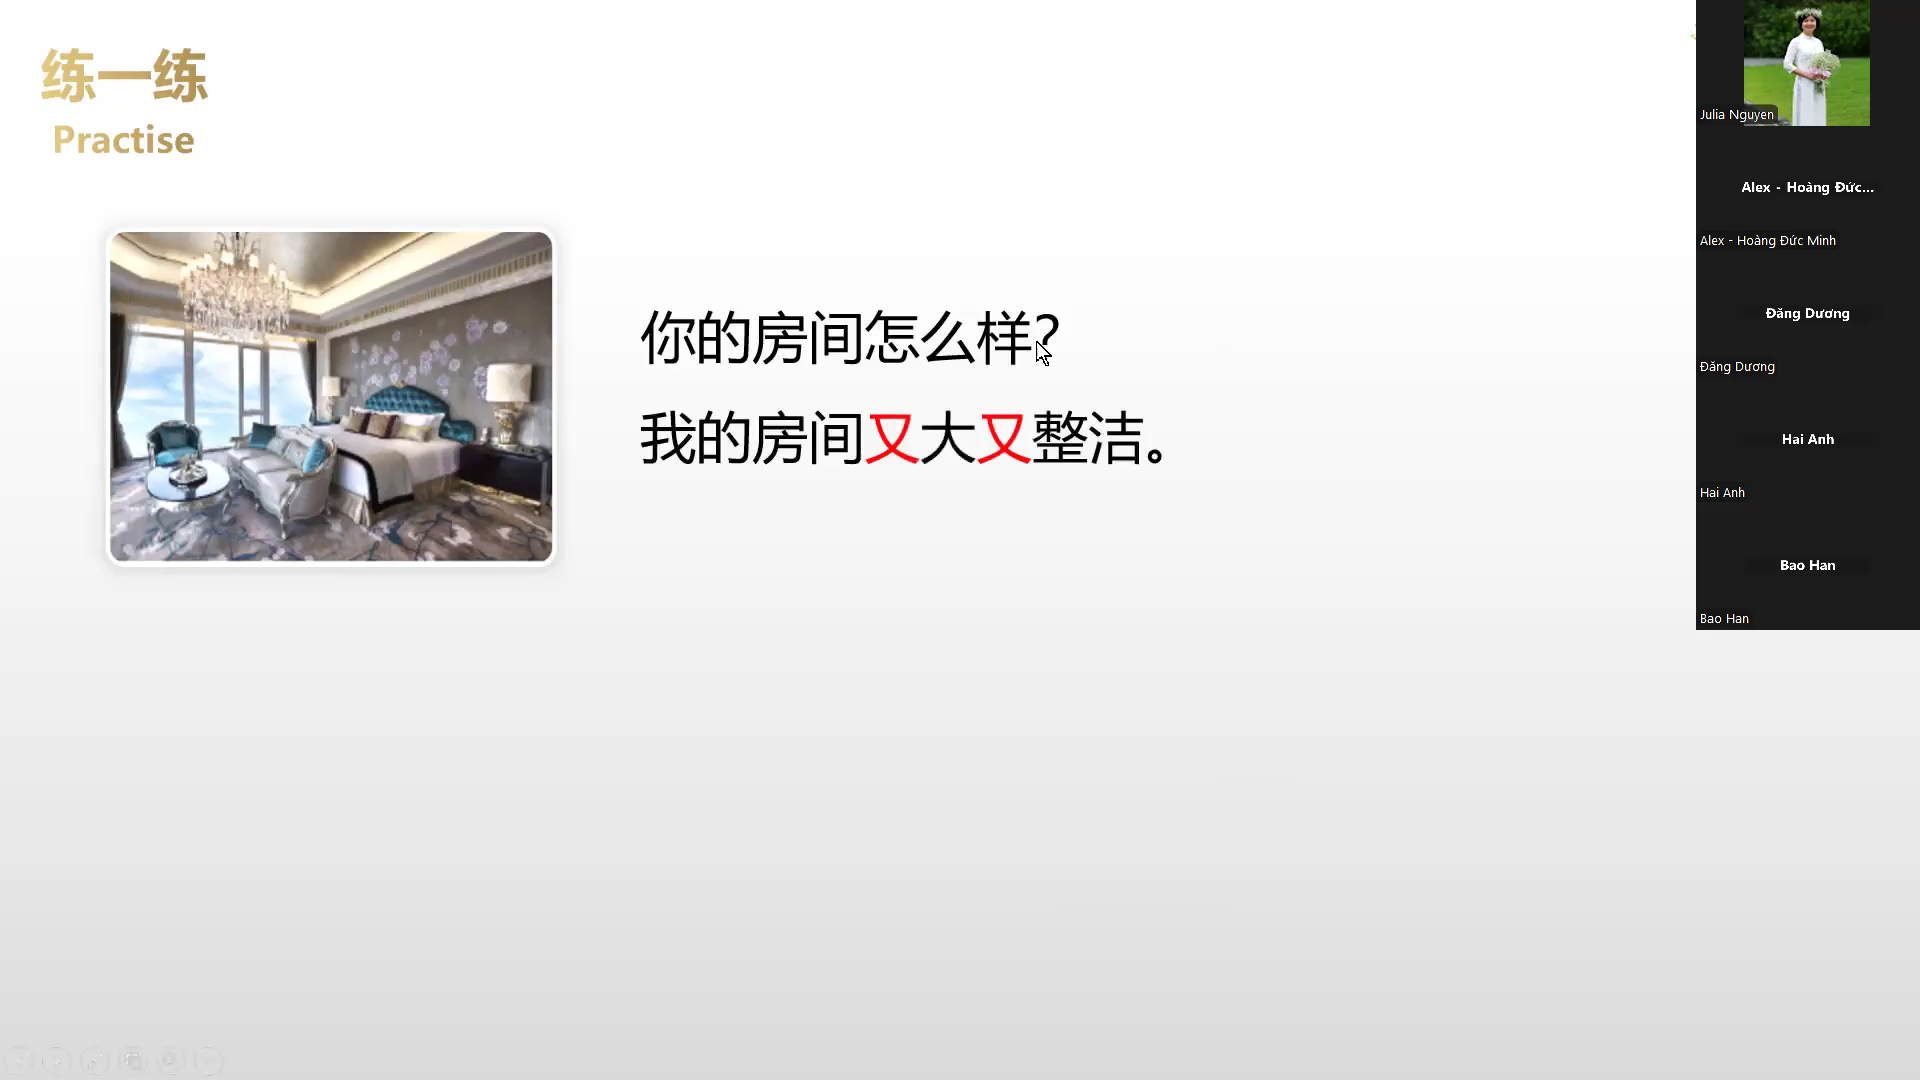 练一练
Practise
你的房间怎么样?
我的房间又大又整洁。
Julia Nguyen
Alex - Hoàng Đức...
Alex - Hoàng Đức Minh
Đăng Dương
Đăng Dương
Hai Anh
Hai Anh
Bao Han
Bao Han